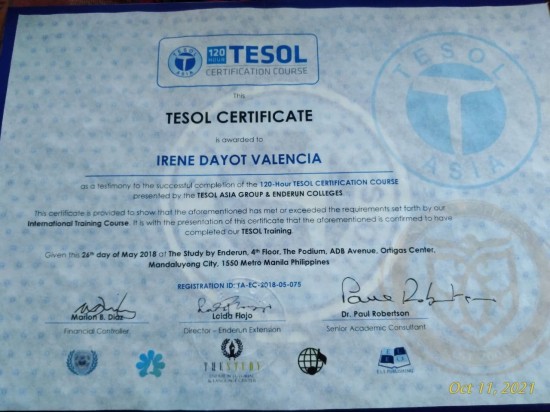 TESOL
ASIA
120
HOUR
TESOL
CERTIFICATION COURSE
TESOL
ASIA
This
TESOL CERTIFICATE
is awarded to
IRENE DAYOT VALENCIA
as a testimony to the successful completion of the 120-Hour TESOL CERTIFICATION COURSE
presented by the TESOL ASIA GROUP & ENDERUN COLLEGES
This certificate is provided to show that the aforementioned has met or exceeded the requirements set forth by our
International Training Course. It is with the presentation of this certificate that the aforementioned is confirmed to have
completed our TESOL Training.
Given this 26th day of May 2018 at The Study by Enderun, 4th Floor, The Podium, ADB Avenue, Ortigas Center,
Mandaluyong City, 1550 Metro Manila Philippines
REGISTRATION ID: TA-EC-2018-05-075
Marlon B. Diaz
Financial Controller
Loida Flojo
Director – Enderun Extension
Paul Robertson
Dr. Paul Robertson
Senior Academic Consultant
THE STUDY
Oct 11, 2021